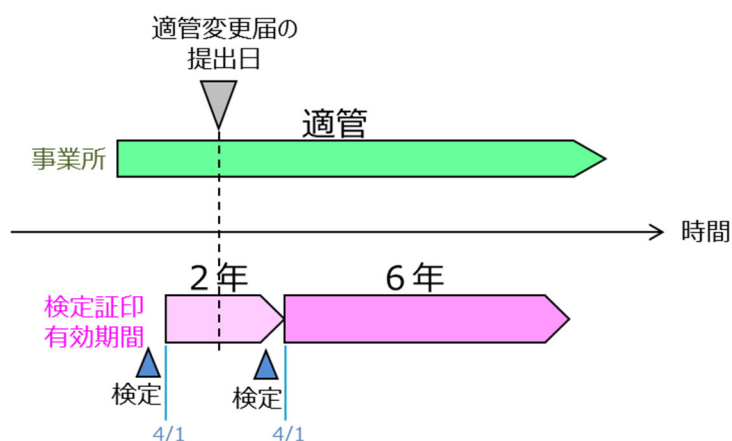 適管変更届の
提出日
適管
事業所
時間
２年
６年
検定証印
有効期間
検定
検定
4/1
4/1